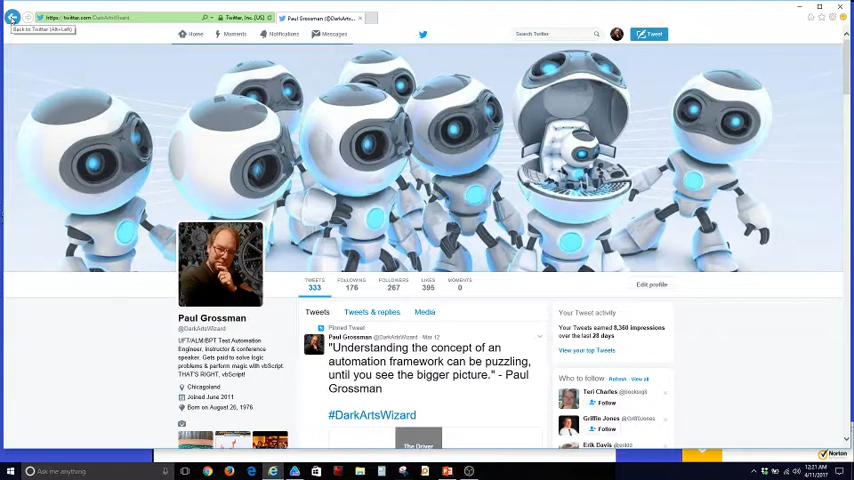 https://twitter.com/DarkArtsWizard
Twitter, Inc. [US]
Paul Grossman (@DarkArts...
Back to Twitter (Alt+Left)
Home
Moments
Notifications
Messages
Search Twitter
Tweet
TWEETS
333
FOLLOWING
176
FOLLOWERS
267
LIKES
395
MOMENTS
0
Edit profile
Paul Grossman
@DarkArtsWizard
UFT/ALM/BPT Test Automation
Engineer, Instructor & conference
speaker. Gets paid to solve logic
problems & perform magic with vbScript.
THAT'S RIGHT, vbScript!
Chicagoland
Joined June 2011
Born on August 26, 1976
Tweets
Tweets & replies
Media
Pinned Tweet
Paul Grossman @DarkArtsWizard · Mar 12
"Understanding the concept of an
automation framework can be puzzling,
until you see the bigger picture." - Paul
Grossman
#DarkArtsWizard
The Driver
Your Tweet activity
Your Tweets earned 8,360 impressions
over the last 28 days
View your top Tweets
Who to follow
Refresh · View all
Teri Charles
Follow
Griffin Jones
Follow
Erik Davis
Norton
Ask me anything
12:21 AM
4/11/2017